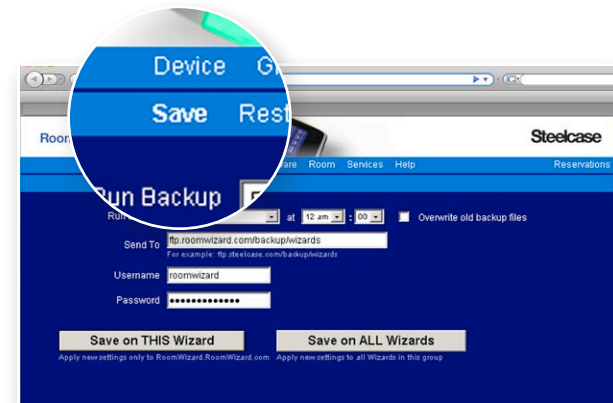 Device
Save Rest
Steelcase
Room Services Help Reservations
Run Backup
at 12 am : 00 Overwrite old backup files
Send To ftp.roomwizard.com/backup/wizards
For example: ftp.steelcase.com/backup/wizards
Username roomwizard
Password •••••••••••••
Save on THIS Wizard Save on ALL Wizards
Apply new settings only to RoomWizard.RoomWizard.com Apply new settings to all Wizards in this group